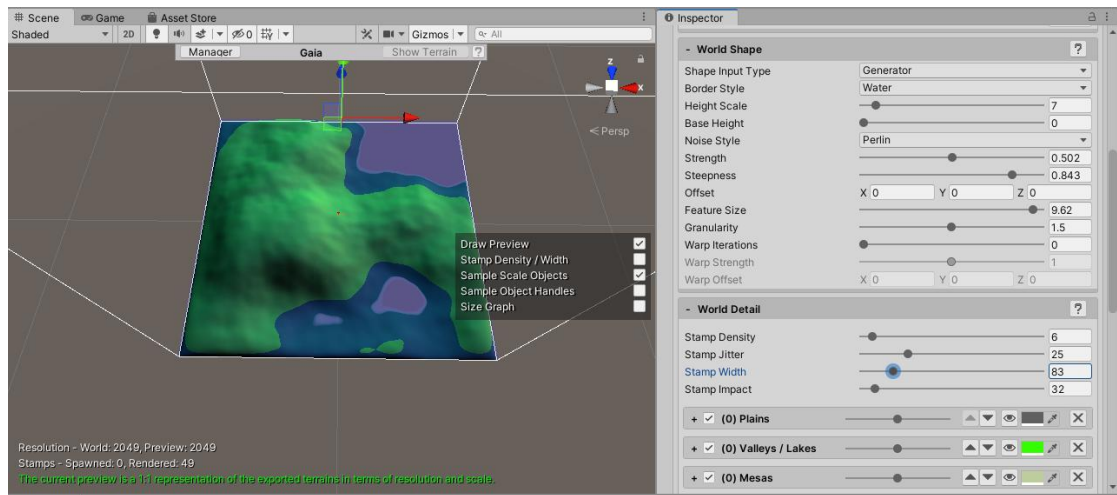 Scene Game Asset Store
Shaded 2D 0 Gizmos All
Manager Gaia Show Terrain ?
z
x
< Persp
Draw Preview
Stamp Density / Width
Sample Scale Objects
Sample Object Handles
Size Graph
Resolution - World: 2049, Preview: 2049
Stamps - Spawned: 0, Rendered: 49
The current preview is a 1:1 representation of the exported terrains in terms of resolution and scale.
Inspector
- World Shape ?
Shape Input Type Generator
Border Style Water
Height Scale 7
Base Height 0
Noise Style Perlin
Strength 0.502
Steepness 0.843
Offset X 0 Y 0 Z 0
Feature Size 9.62
Granularity 1.5
Warp Iterations 0
Warp Strength 1
Warp Offset X 0 Y 0 Z 0
- World Detail ?
Stamp Density 6
Stamp Jitter 25
Stamp Width 83
Stamp Impact 32
+ (0) Plains
+ (0) Valleys / Lakes
+ (0) Mesas